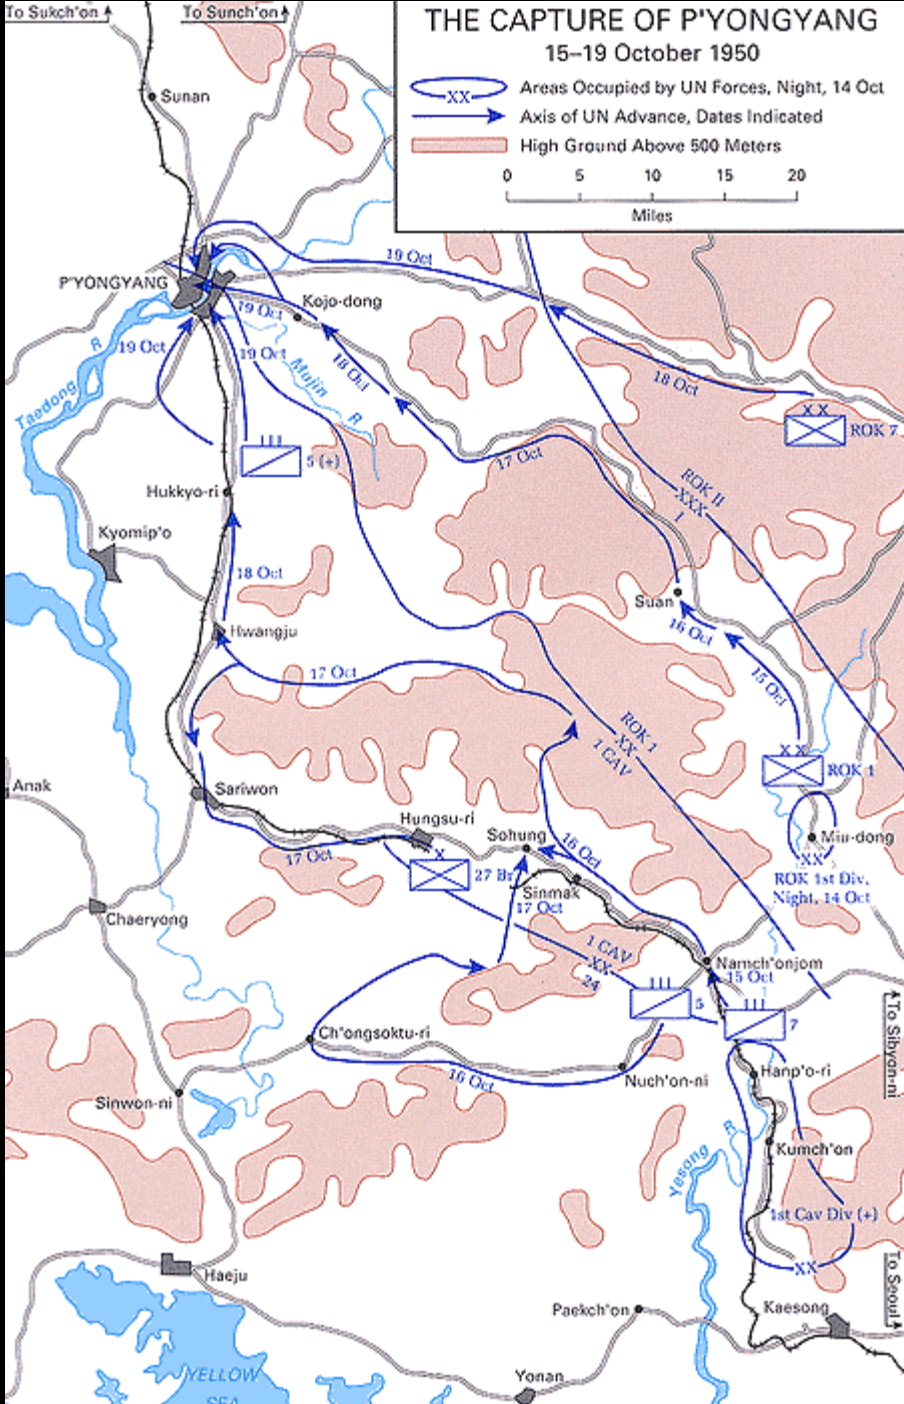 To Sukch'on
To Sunch'on
THE CAPTURE OF P'YONGYANG
15–19 October 1950
XX
Areas Occupied by UN Forces, Night, 14 Oct
Axis of UN Advance, Dates Indicated
High Ground Above 500 Meters
0 5 10 15 20
Miles
Sunan
19 Oct
P'YONGYANG
Kojo-dong
19 Oct
19 Oct
19 Oct
Taedong R
Mujin R
18 Oct
18 Oct
XX
ROK 7
III
5 (+)
17 Oct
ROK II
XXX
I
Hukkyo-ri
Kyomip'o
18 Oct
Suan
16 Oct
Hwangju
17 Oct
15 Oct
ROK 1
XX
1 CAV
XX
ROK 1
Anak
Sariwon
Hungsu-ri
Sohung
16 Oct
Miu-dong
17 Oct
X
27 Br
Sinmak
XX
ROK 1st Div,
Night, 14 Oct
17 Oct
Chaeryong
1 CAV
XX
24
Namch'onjom
15 Oct
III
5
III
7
To Sibyon-ni
Ch'ongsoktu-ri
16 Oct
Nuch'on-ni
Hanp'o-ri
Sinwon-ni
Yesong R
Kumch'on
1st Cav Div (+)
XX
Haeju
To Seoul
Paekch'on
Kaesong
YELLOW
SEA
Yonan